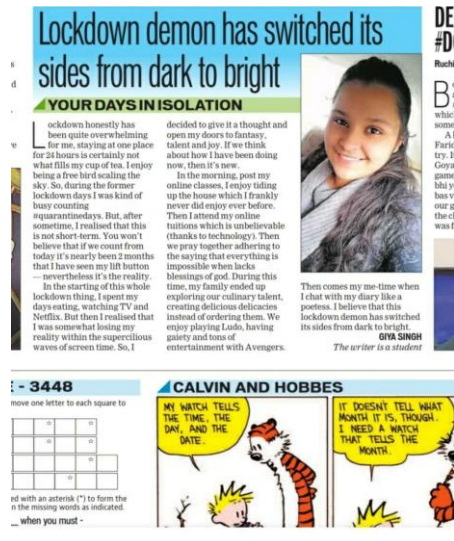 Lockdown demon has switched its
sides from dark to bright
YOUR DAYS IN ISOLATION
Lockdown honestly has
been quite overwhelming
for me, staying at one place
for 24 hours is certainly not
what fills my cup of tea. I enjoy
being a free bird scaling the
sky. So, during the former
lockdown days I was kind of
busy counting
#quarantinedays. But, after
sometime, I realised that this
is not short-term. You won't
believe that if we count from
today it's nearly been 2 months
that I have seen my lift button
— nevertheless it's the reality.
In the starting of this whole
lockdown thing, I spent my
days eating, watching TV and
Netflix. But then I realised that
I was somewhat losing my
reality within the supercilious
waves of screen time. So, I
decided to give it a thought and
open my doors to fantasy,
talent and joy. If we think
about how I have been doing
now, then it's new.
In the morning, post my
online classes, I enjoy tidying
up the house which I frankly
never did enjoy ever before.
Then I attend my online
tuitions which is unbelievable
(thanks to technology). Then
we pray together adhering to
the saying that everything is
impossible when lacks
blessings of god. During this
time, my family ended up
exploring our culinary talent,
creating delicious delicacies
instead of ordering them. We
enjoy playing Ludo, having
gaiety and tons of
entertainment with Avengers.
Then comes my me-time when
I chat with my diary like a
poetess. I believe that this
lockdown demon has switched
its sides from dark to bright.
GIYA SINGH
The writer is a student
DE
#D
Ruchi
whic
some
A l
Farid
try. I
Goya
game
bhi y
bas v
our g
the c
was f
- 3448
move one letter to each square to
ed with an asterisk (*) to form the
n the missing words as indicated.
when you must -
CALVIN AND HOBBES
MY WATCH TELLS
THE TIME, THE
DAY, AND THE
DATE.
IT DOESN'T TELL WHAT
MONTH IT IS, THOUGH.
I NEED A WATCH
THAT TELLS THE
MONTH.